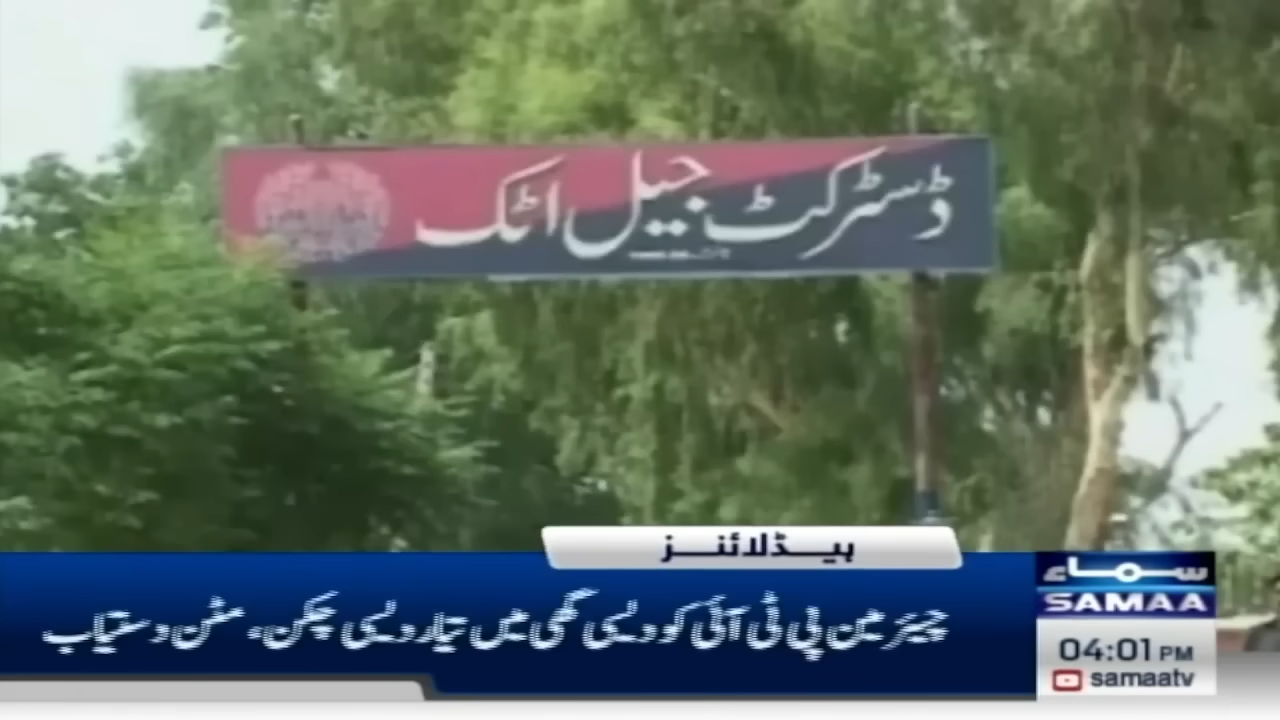 ڈسٹرکٹ جیل اٹک
ہیڈلائنز
چیئرمین پی ٹی آئی کو دیسی گھی میں تیار دیسی چکن، مٹن دستیاب
سماء
SAMAA
04:01 PM
samaatv